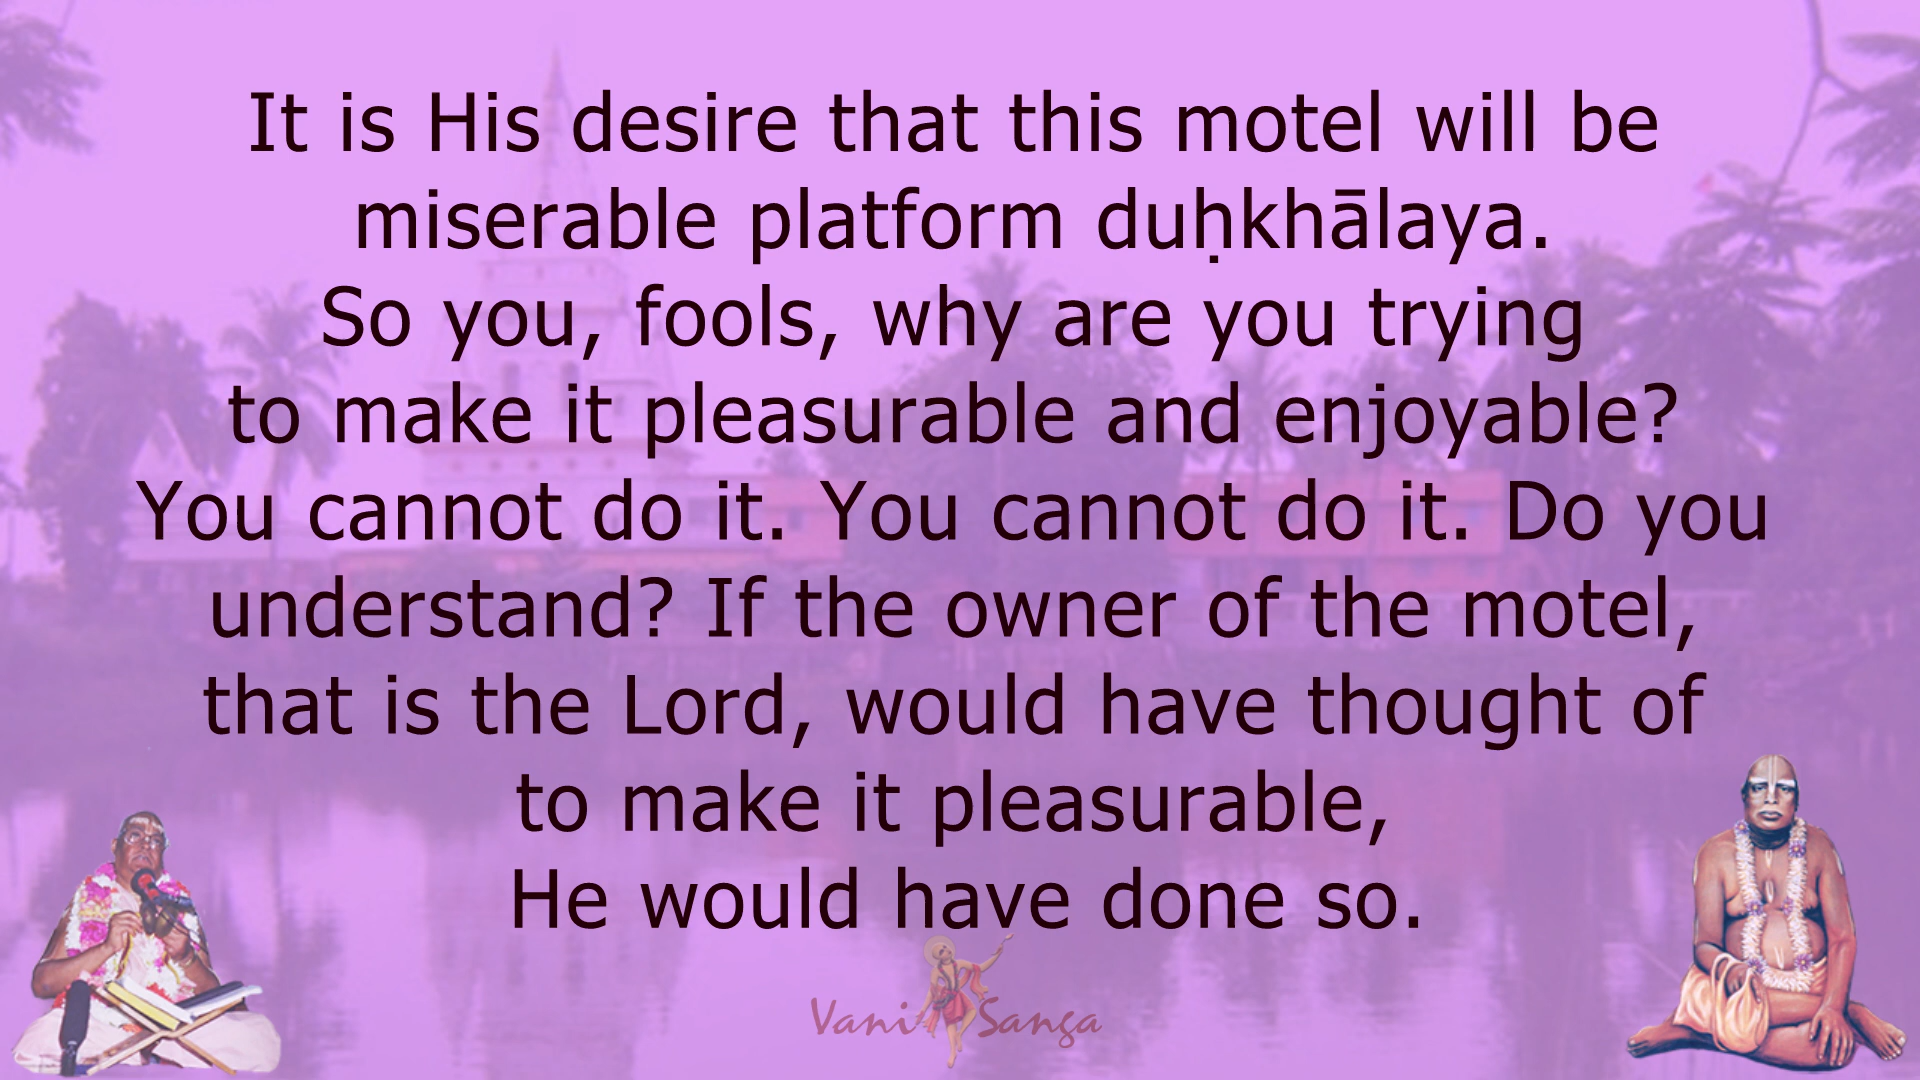 It is His desire that this motel will be
miserable platform duḥkhālaya.
So you, fools, why are you trying
to make it pleasurable and enjoyable?
You cannot do it. You cannot do it. Do you
understand? If the owner of the motel,
that is the Lord, would have thought of
to make it pleasurable,
He would have done so.
Vani Sanga